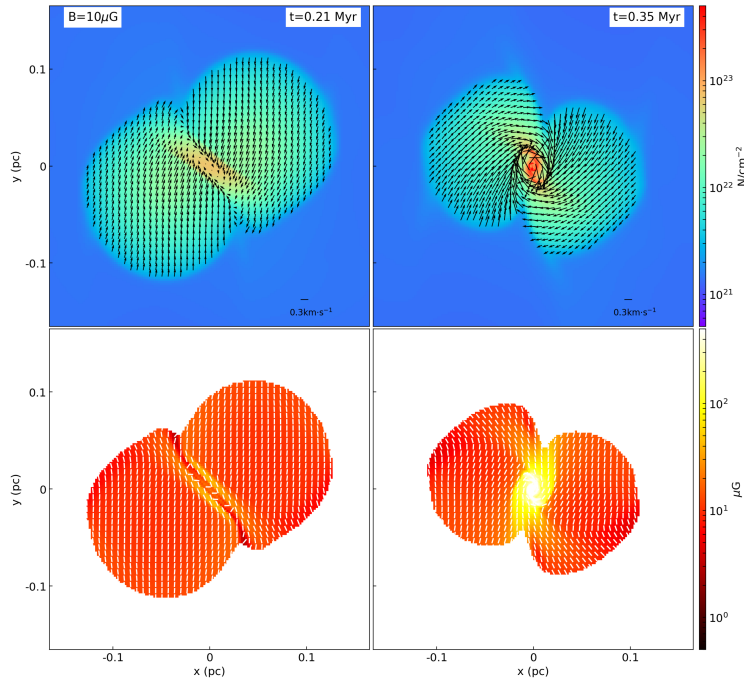 B=10μG
t=0.21 Myr
t=0.35 Myr
0.1
0
-0.1
y (pc)
0.3km·s⁻¹
0.3km·s⁻¹
10²³
10²²
10²¹
N/cm⁻²
0.1
0
-0.1
y (pc)
-0.1
0
0.1
x (pc)
-0.1
0
0.1
x (pc)
10²
10¹
10⁰
μG